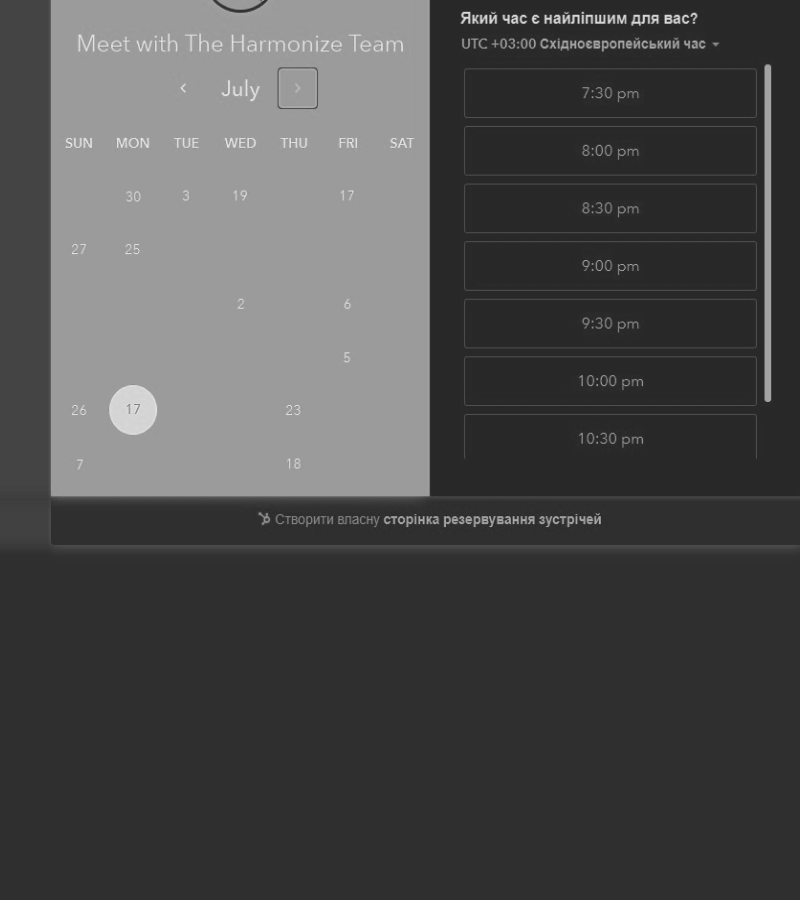 Meet with The Harmonize Team
July
SUN MON TUE WED THU FRI SAT
30 3 19 17
27 25
2 6
5
26 17 23
7 18
Який час є найліпшим для вас?
UTC +03:00 Східноєвропейський час
7:30 pm
8:00 pm
8:30 pm
9:00 pm
9:30 pm
10:00 pm
10:30 pm
Створити власну сторінка резервування зустрічей